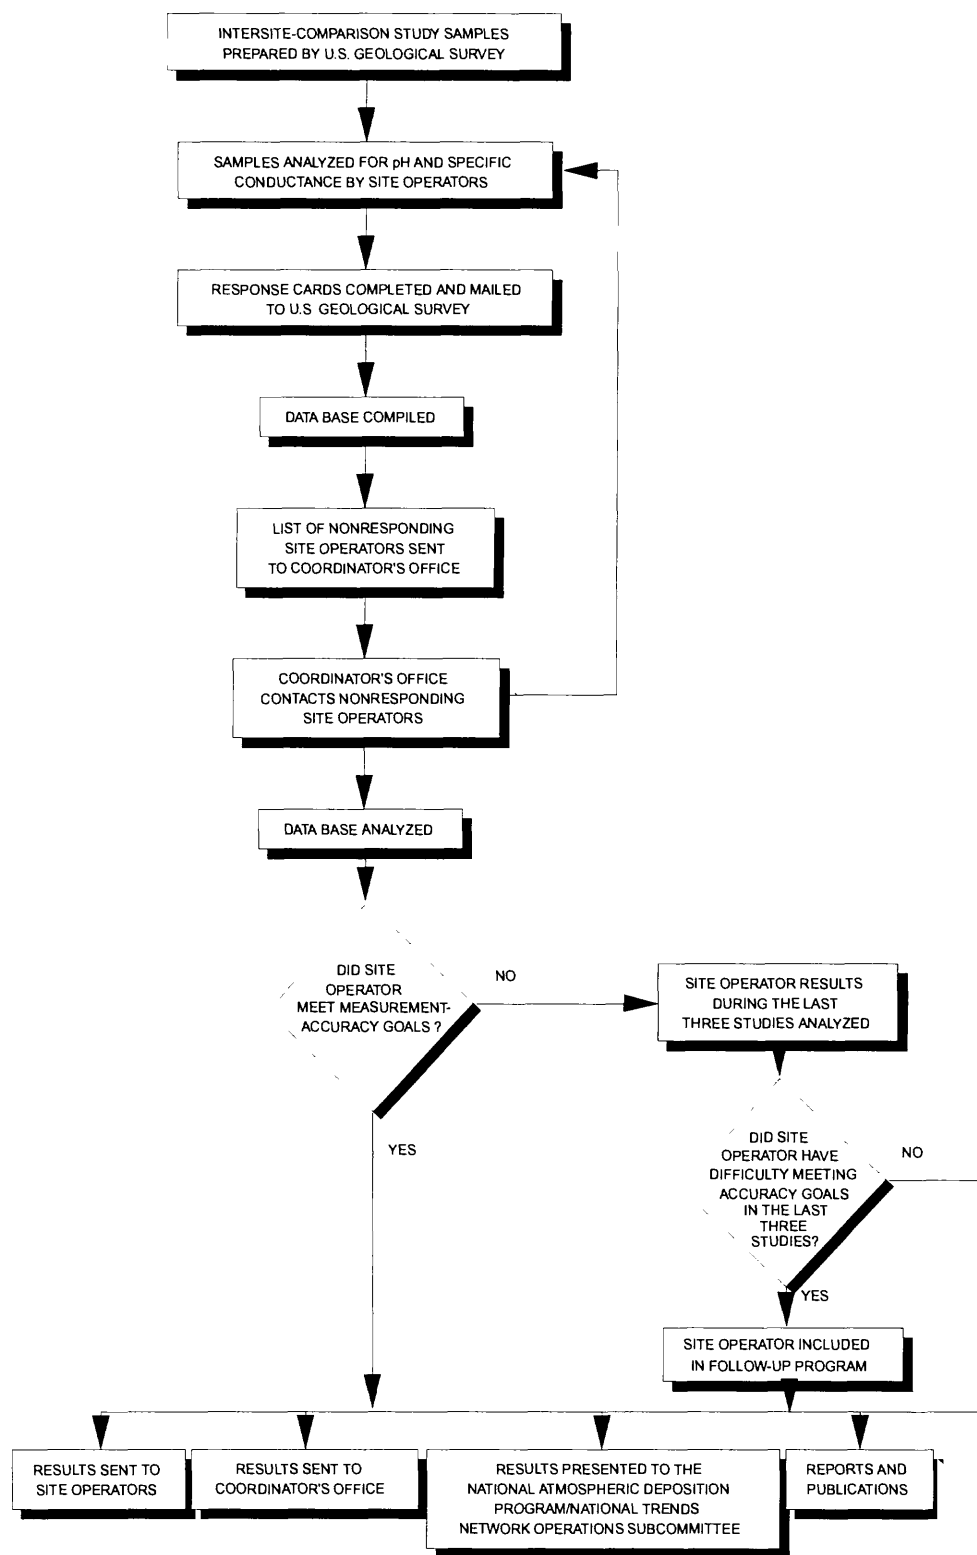 INTERSITE-COMPARISON STUDY SAMPLES
PREPARED BY U.S. GEOLOGICAL SURVEY
SAMPLES ANALYZED FOR pH AND SPECIFIC
CONDUCTANCE BY SITE OPERATORS
RESPONSE CARDS COMPLETED AND MAILED
TO U.S GEOLOGICAL SURVEY
DATA BASE COMPILED
LIST OF NONRESPONDING
SITE OPERATORS SENT
TO COORDINATOR'S OFFICE
COORDINATOR'S OFFICE
CONTACTS NONRESPONDING
SITE OPERATORS
DATA BASE ANALYZED
DID SITE
OPERATOR
MEET MEASUREMENT-
ACCURACY GOALS ?
NO
SITE OPERATOR RESULTS
DURING THE LAST
THREE STUDIES ANALYZED
YES
DID SITE
OPERATOR HAVE
DIFFICULTY MEETING
ACCURACY GOALS
IN THE LAST
THREE
STUDIES?
NO
YES
SITE OPERATOR INCLUDED
IN FOLLOW-UP PROGRAM
RESULTS SENT TO
SITE OPERATORS
RESULTS SENT TO
COORDINATOR'S OFFICE
RESULTS PRESENTED TO THE
NATIONAL ATMOSPHERIC DEPOSITION
PROGRAM/NATIONAL TRENDS
NETWORK OPERATIONS SUBCOMMITTEE
REPORTS AND
PUBLICATIONS